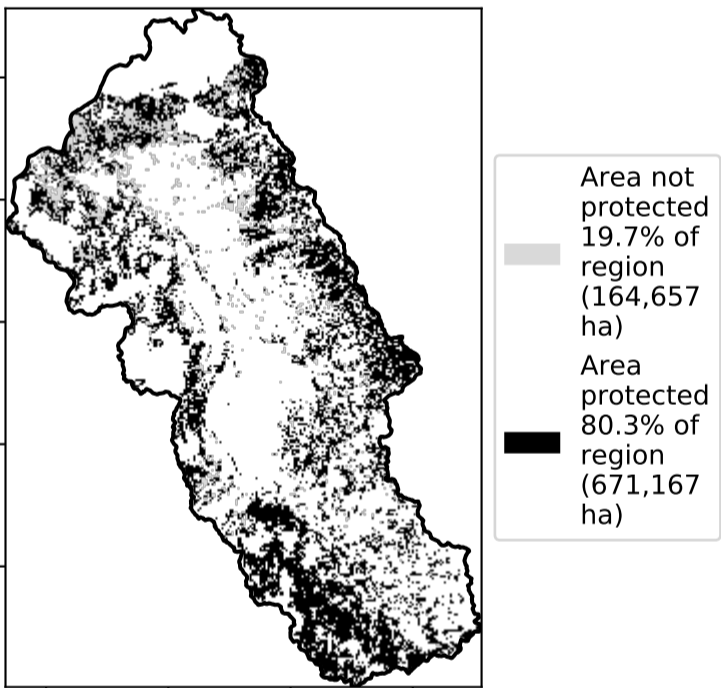 Area not
protected
19.7% of
region
(164,657
ha)
Area
protected
80.3% of
region
(671,167
ha)